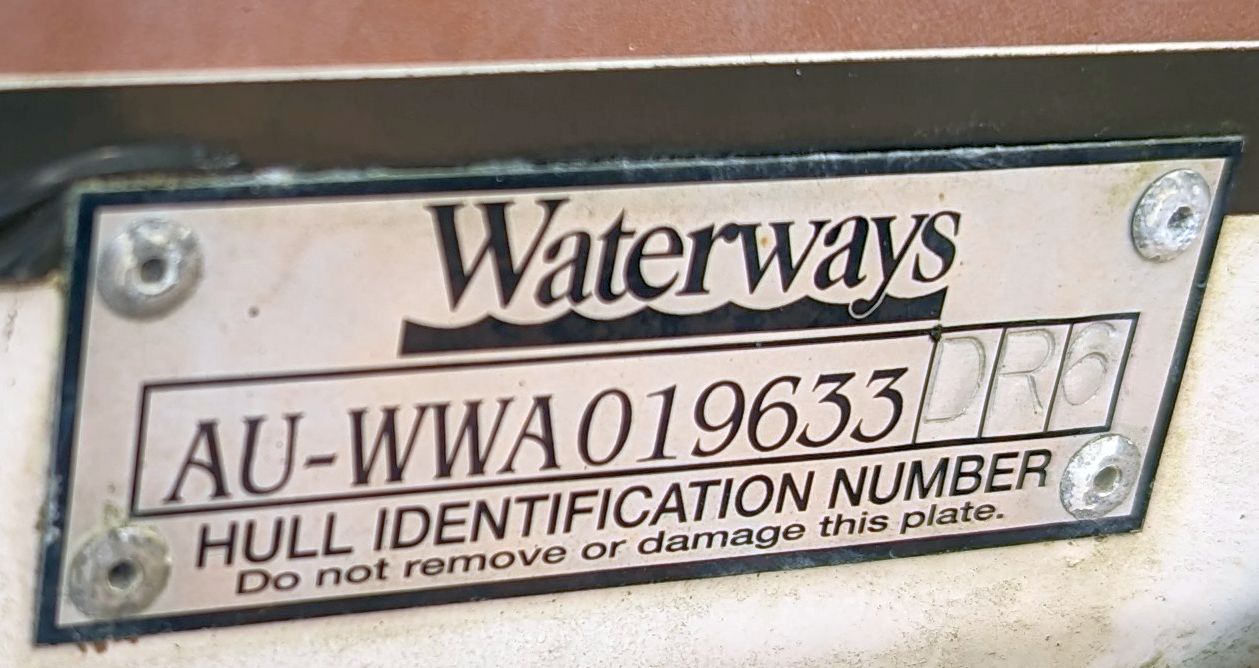 Waterways
AU-WWA019633DR6
HULL IDENTIFICATION NUMBER
Do not remove or damage this plate.